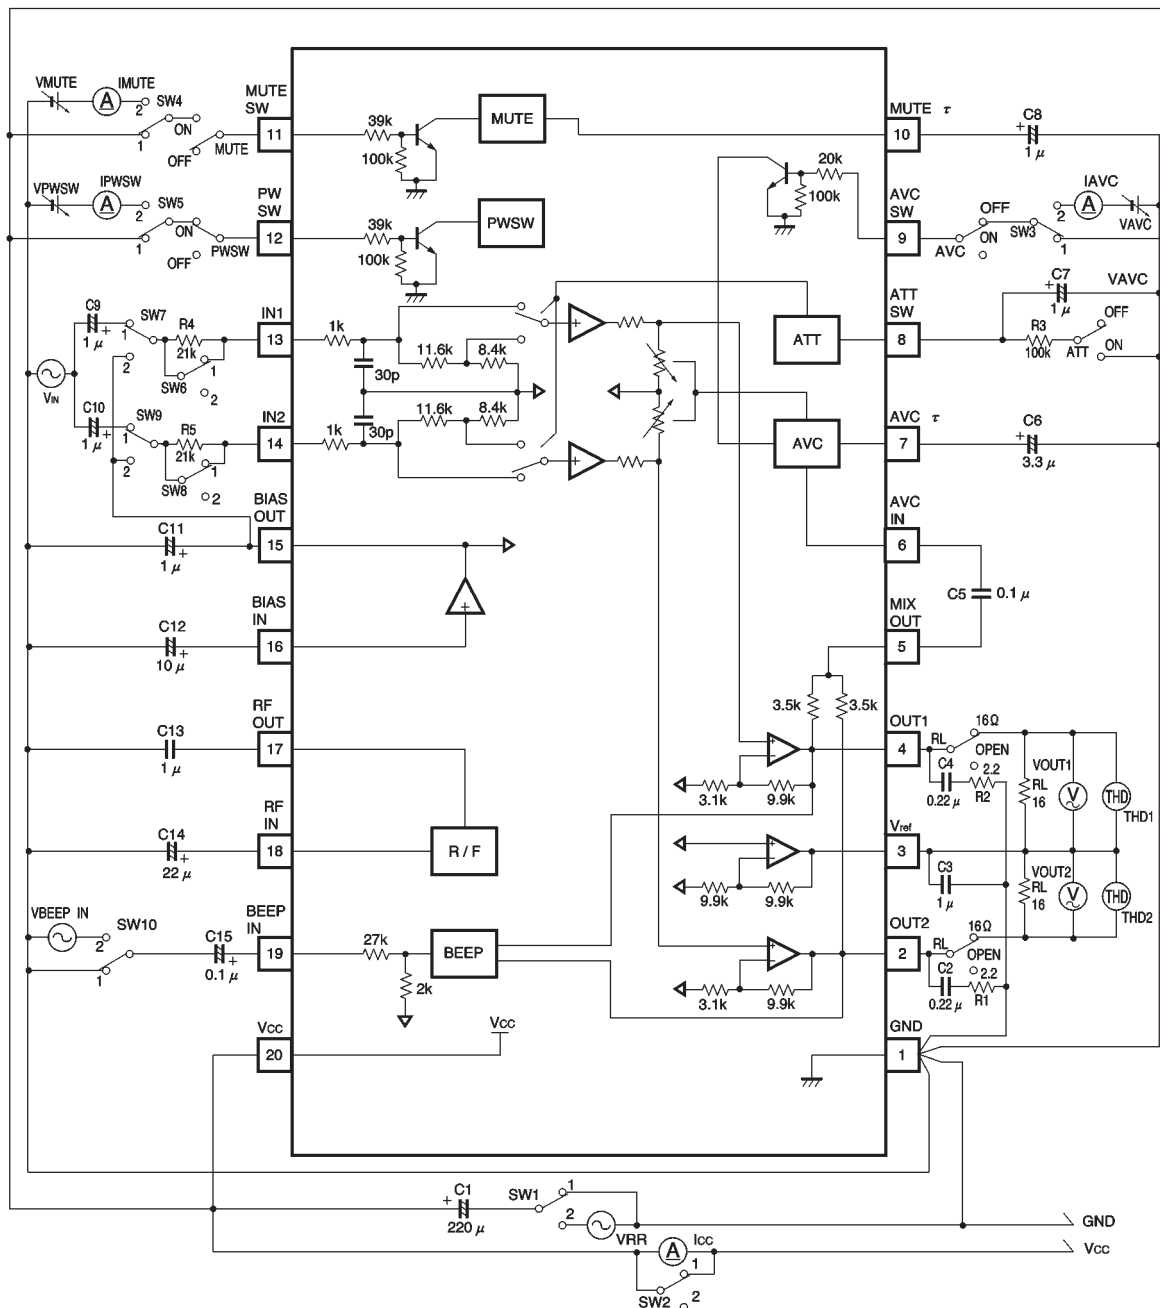 VMUTE
IMUTE
A
2
SW4
ON
1
OFF
MUTE
MUTE
SW
11
39k
100k
MUTE
MUTE τ
10
+
C8
1 μ
VPWSW
IPWSW
A
2
SW5
ON
1
OFF
PWSW
PW
SW
12
39k
100k
PWSW
20k
100k
AVC
SW
9
AVC
OFF
ON
SW3
2
1
IAVC
A
VAVC
C9
1 μ
+
SW7
1
2
R4
21k
SW6
1
2
IN1
13
1k
30p
11.6k
8.4k
+
ATT
ATT
SW
8
+
C7
1 μ
VAVC
R3
100k
ATT
OFF
ON
VIN
C10
1 μ
+
SW9
1
2
R5
21k
SW8
1
2
IN2
14
1k
30p
11.6k
8.4k
+
AVC
AVC τ
7
+
C6
3.3 μ
BIAS
OUT
15
C11
+
1 μ
AVC
IN
6
C5
0.1 μ
BIAS
IN
16
C12
+
10 μ
+
MIX
OUT
5
3.5k
3.5k
RF
OUT
17
C13
1 μ
+
−
3.1k
9.9k
OUT1
4
RL
16Ω
OPEN
C4
0.22 μ
2.2
R2
RL
16
VOUT1
V
THD
THD1
RF
IN
18
C14
+
22 μ
R / F
+
−
9.9k
9.9k
Vref
3
C3
1 μ
RL
16
VOUT2
V
THD
THD2
VBEEP IN
2
SW10
1
C15
+
0.1 μ
BEEP
IN
19
27k
2k
BEEP
+
−
3.1k
9.9k
OUT2
2
RL
16Ω
OPEN
C2
0.22 μ
2.2
R1
Vcc
20
Vcc
GND
1
+
C1
220 μ
SW1
1
2
VRR
GND
A
Icc
1
SW2
2
Vcc